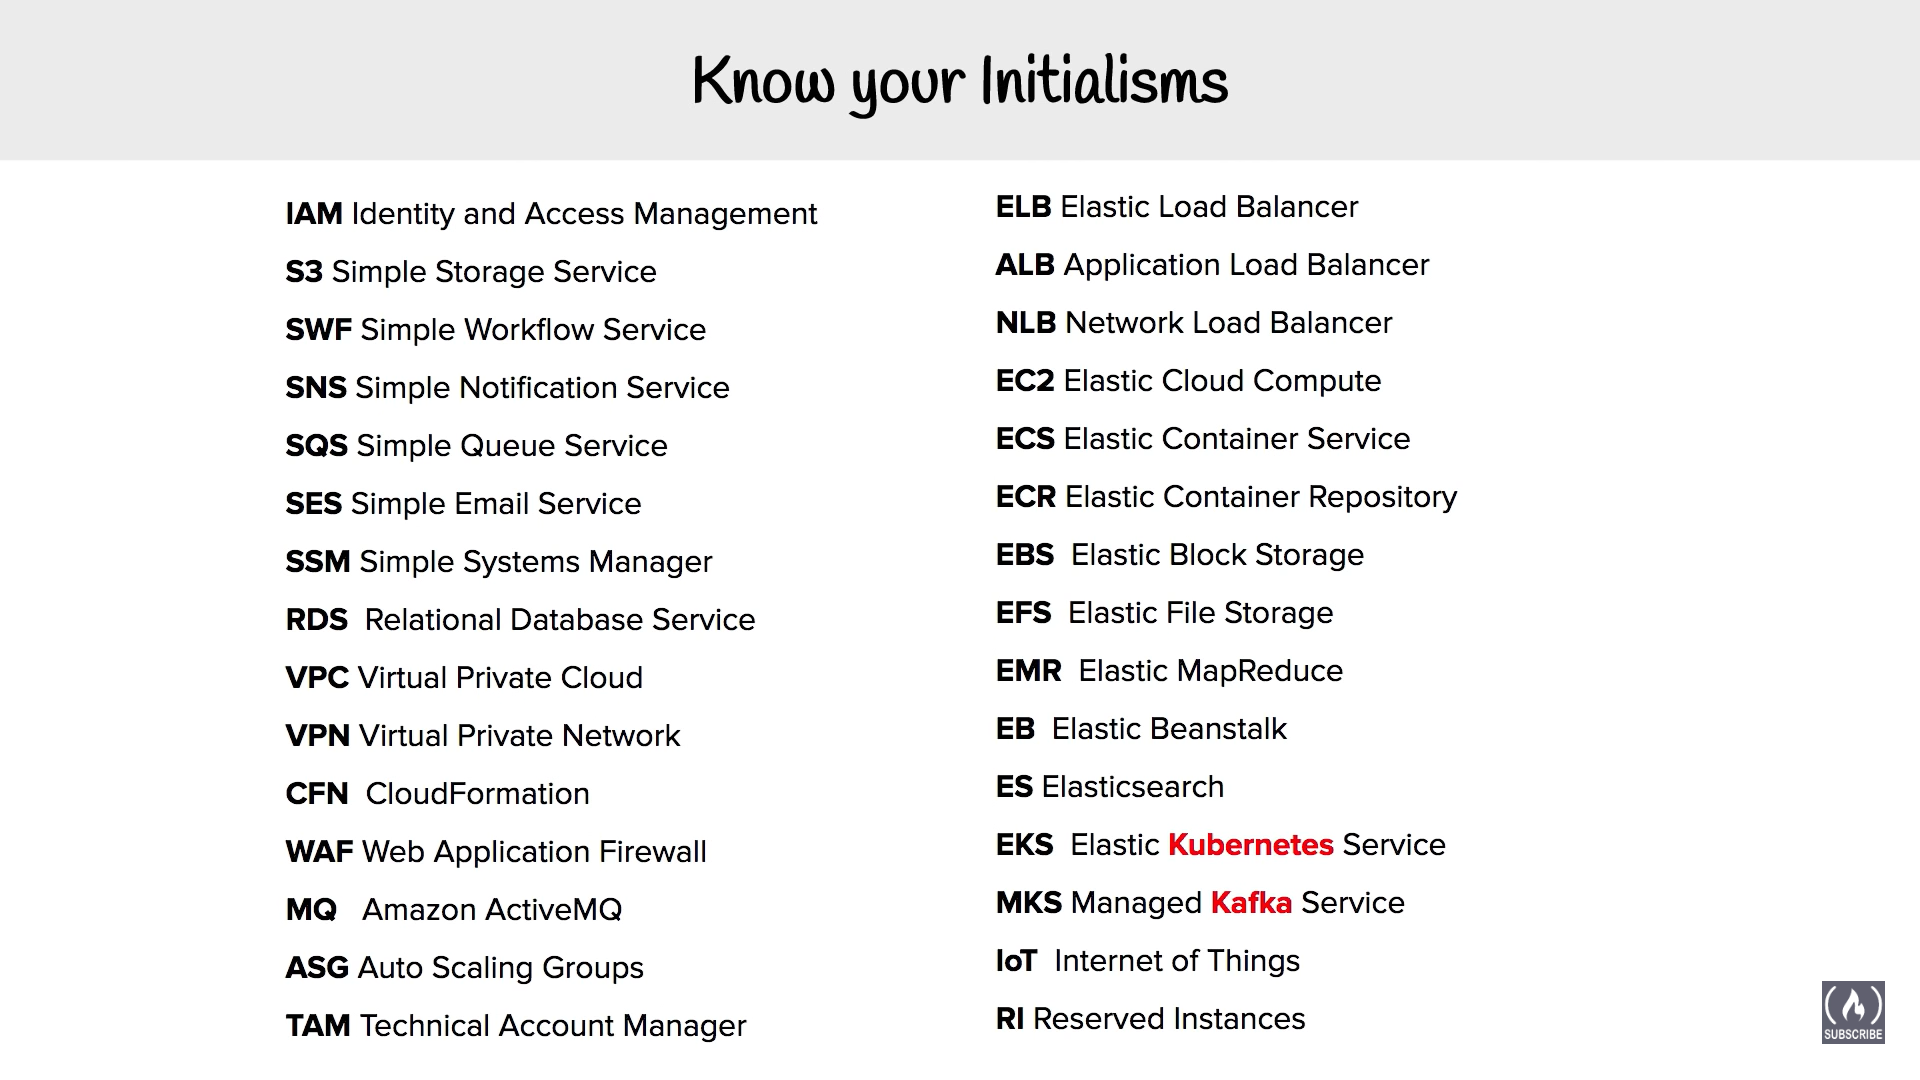 Know your Initialisms
IAM Identity and Access Management
S3 Simple Storage Service
SWF Simple Workflow Service
SNS Simple Notification Service
SQS Simple Queue Service
SES Simple Email Service
SSM Simple Systems Manager
RDS Relational Database Service
VPC Virtual Private Cloud
VPN Virtual Private Network
CFN CloudFormation
WAF Web Application Firewall
MQ Amazon ActiveMQ
ASG Auto Scaling Groups
TAM Technical Account Manager
ELB Elastic Load Balancer
ALB Application Load Balancer
NLB Network Load Balancer
EC2 Elastic Cloud Compute
ECS Elastic Container Service
ECR Elastic Container Repository
EBS Elastic Block Storage
EFS Elastic File Storage
EMR Elastic MapReduce
EB Elastic Beanstalk
ES Elasticsearch
EKS Elastic Kubernetes Service
MKS Managed Kafka Service
IoT Internet of Things
RI Reserved Instances
SUBSCRIBE